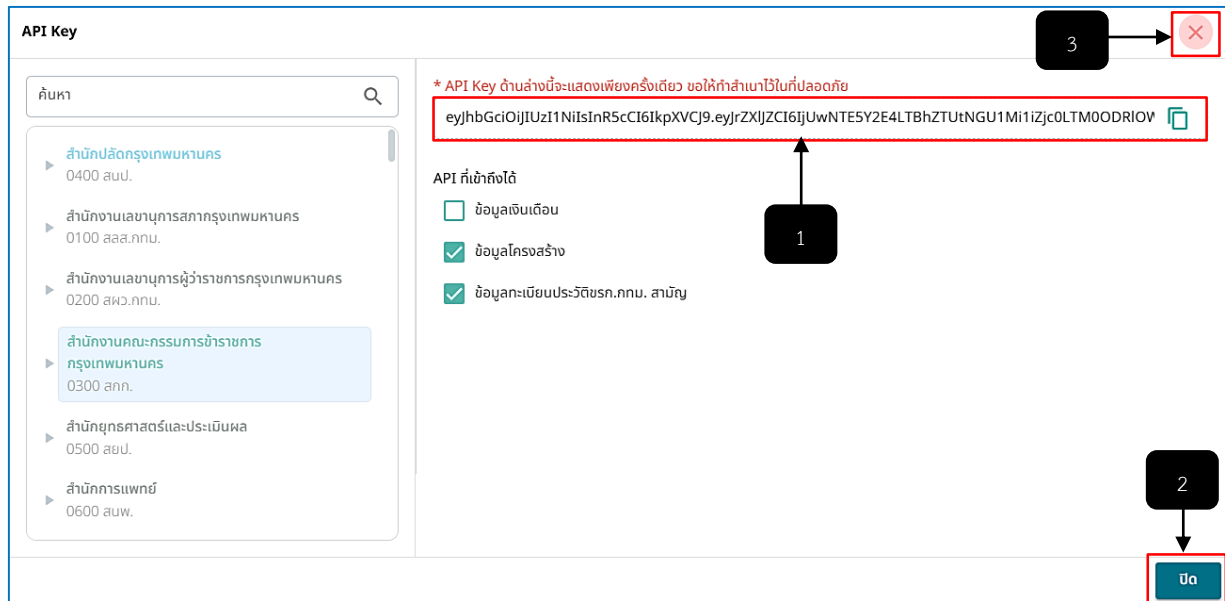 API Key
3
ค้นหา
* API Key ด้านล่างนี้จะแสดงเพียงครั้งเดียว ขอให้ทำสำเนาไว้ในที่ปลอดภัย
eyJhbGciOiJIUzI1NiIsInR5cCI6IkpXVCJ9.eyJrZXlJZCI6IjUwNTE5Y2E4LTBhZTUtNGU1Mi1iZjc0LTM0ODRlOW
1
API ที่เข้าถึงได้
ข้อมูลเงินเดือน
ข้อมูลโครงสร้าง
ข้อมูลทะเบียนประวัติขรก.กทม. สามัญ
สำนักปลัดกรุงเทพมหานคร
0400 สนป.
สำนักงานเลขานุการสภากรุงเทพมหานคร
0100 สลส.กทม.
สำนักงานเลขานุการผู้ว่าราชการกรุงเทพมหานคร
0200 สผว.กทม.
สำนักงานคณะกรรมการข้าราชการ
กรุงเทพมหานคร
0300 สกก.
สำนักยุทธศาสตร์และประเมินผล
0500 สยป.
สำนักการแพทย์
0600 สนพ.
2
ปิด